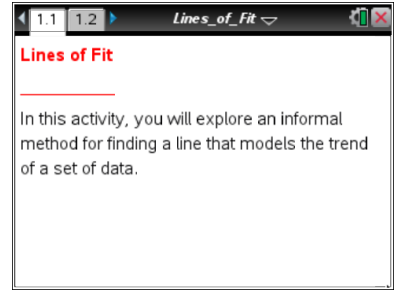 1.1 1.2 Lines_of_Fit
Lines of Fit
In this activity, you will explore an informal
method for finding a line that models the trend
of a set of data.